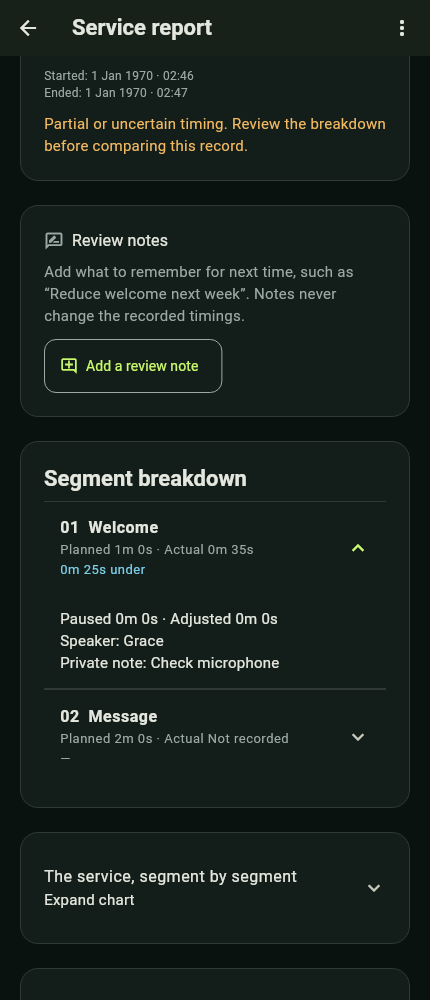 Service report
Started: 1 Jan 1970 · 02:46
Ended: 1 Jan 1970 · 02:47
Partial or uncertain timing. Review the breakdown
before comparing this record.
Review notes
Add what to remember for next time, such as
“Reduce welcome next week”. Notes never
change the recorded timings.
Add a review note
Segment breakdown
01 Welcome
Planned 1m 0s · Actual 0m 35s
0m 25s under
Paused 0m 0s · Adjusted 0m 0s
Speaker: Grace
Private note: Check microphone
02 Message
Planned 2m 0s · Actual Not recorded
—
The service, segment by segment
Expand chart